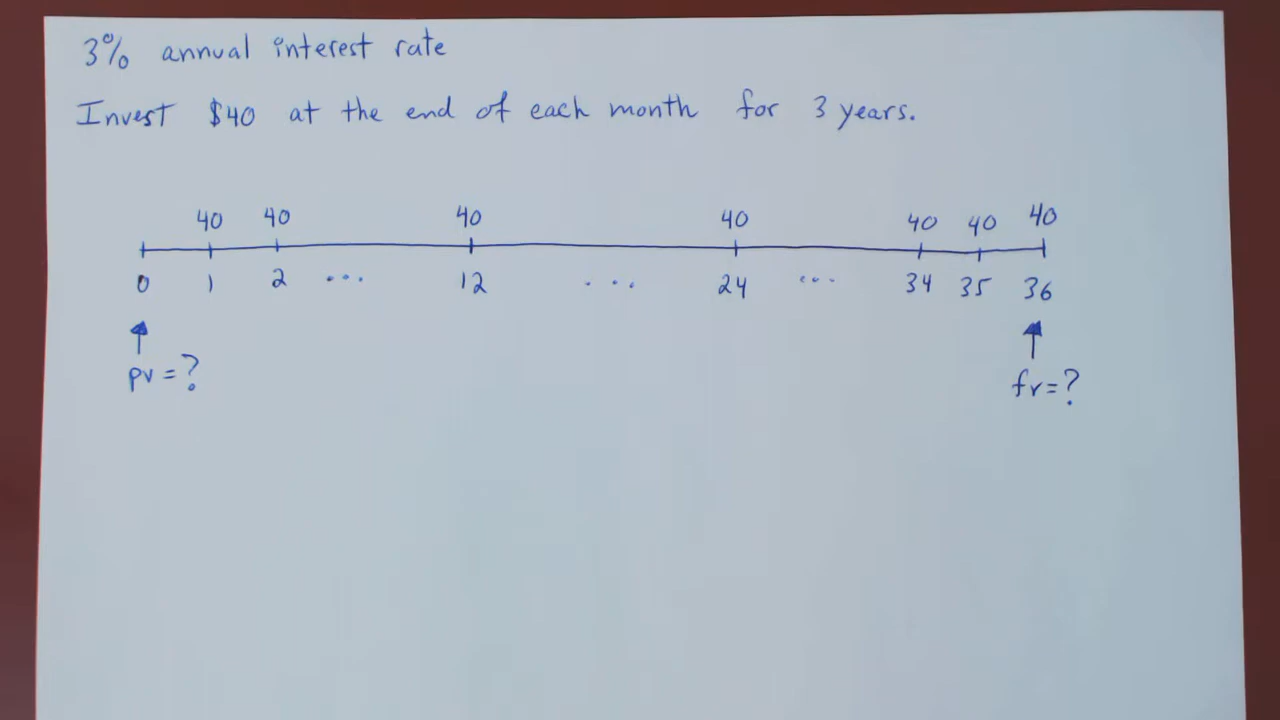 3% annual interest rate
Invest $40 at the end of each month for 3 years.
40 40 40 40 40 40 40
0 1 2 ... 12 ... 24 ... 34 35 36
pv = ? fv = ?